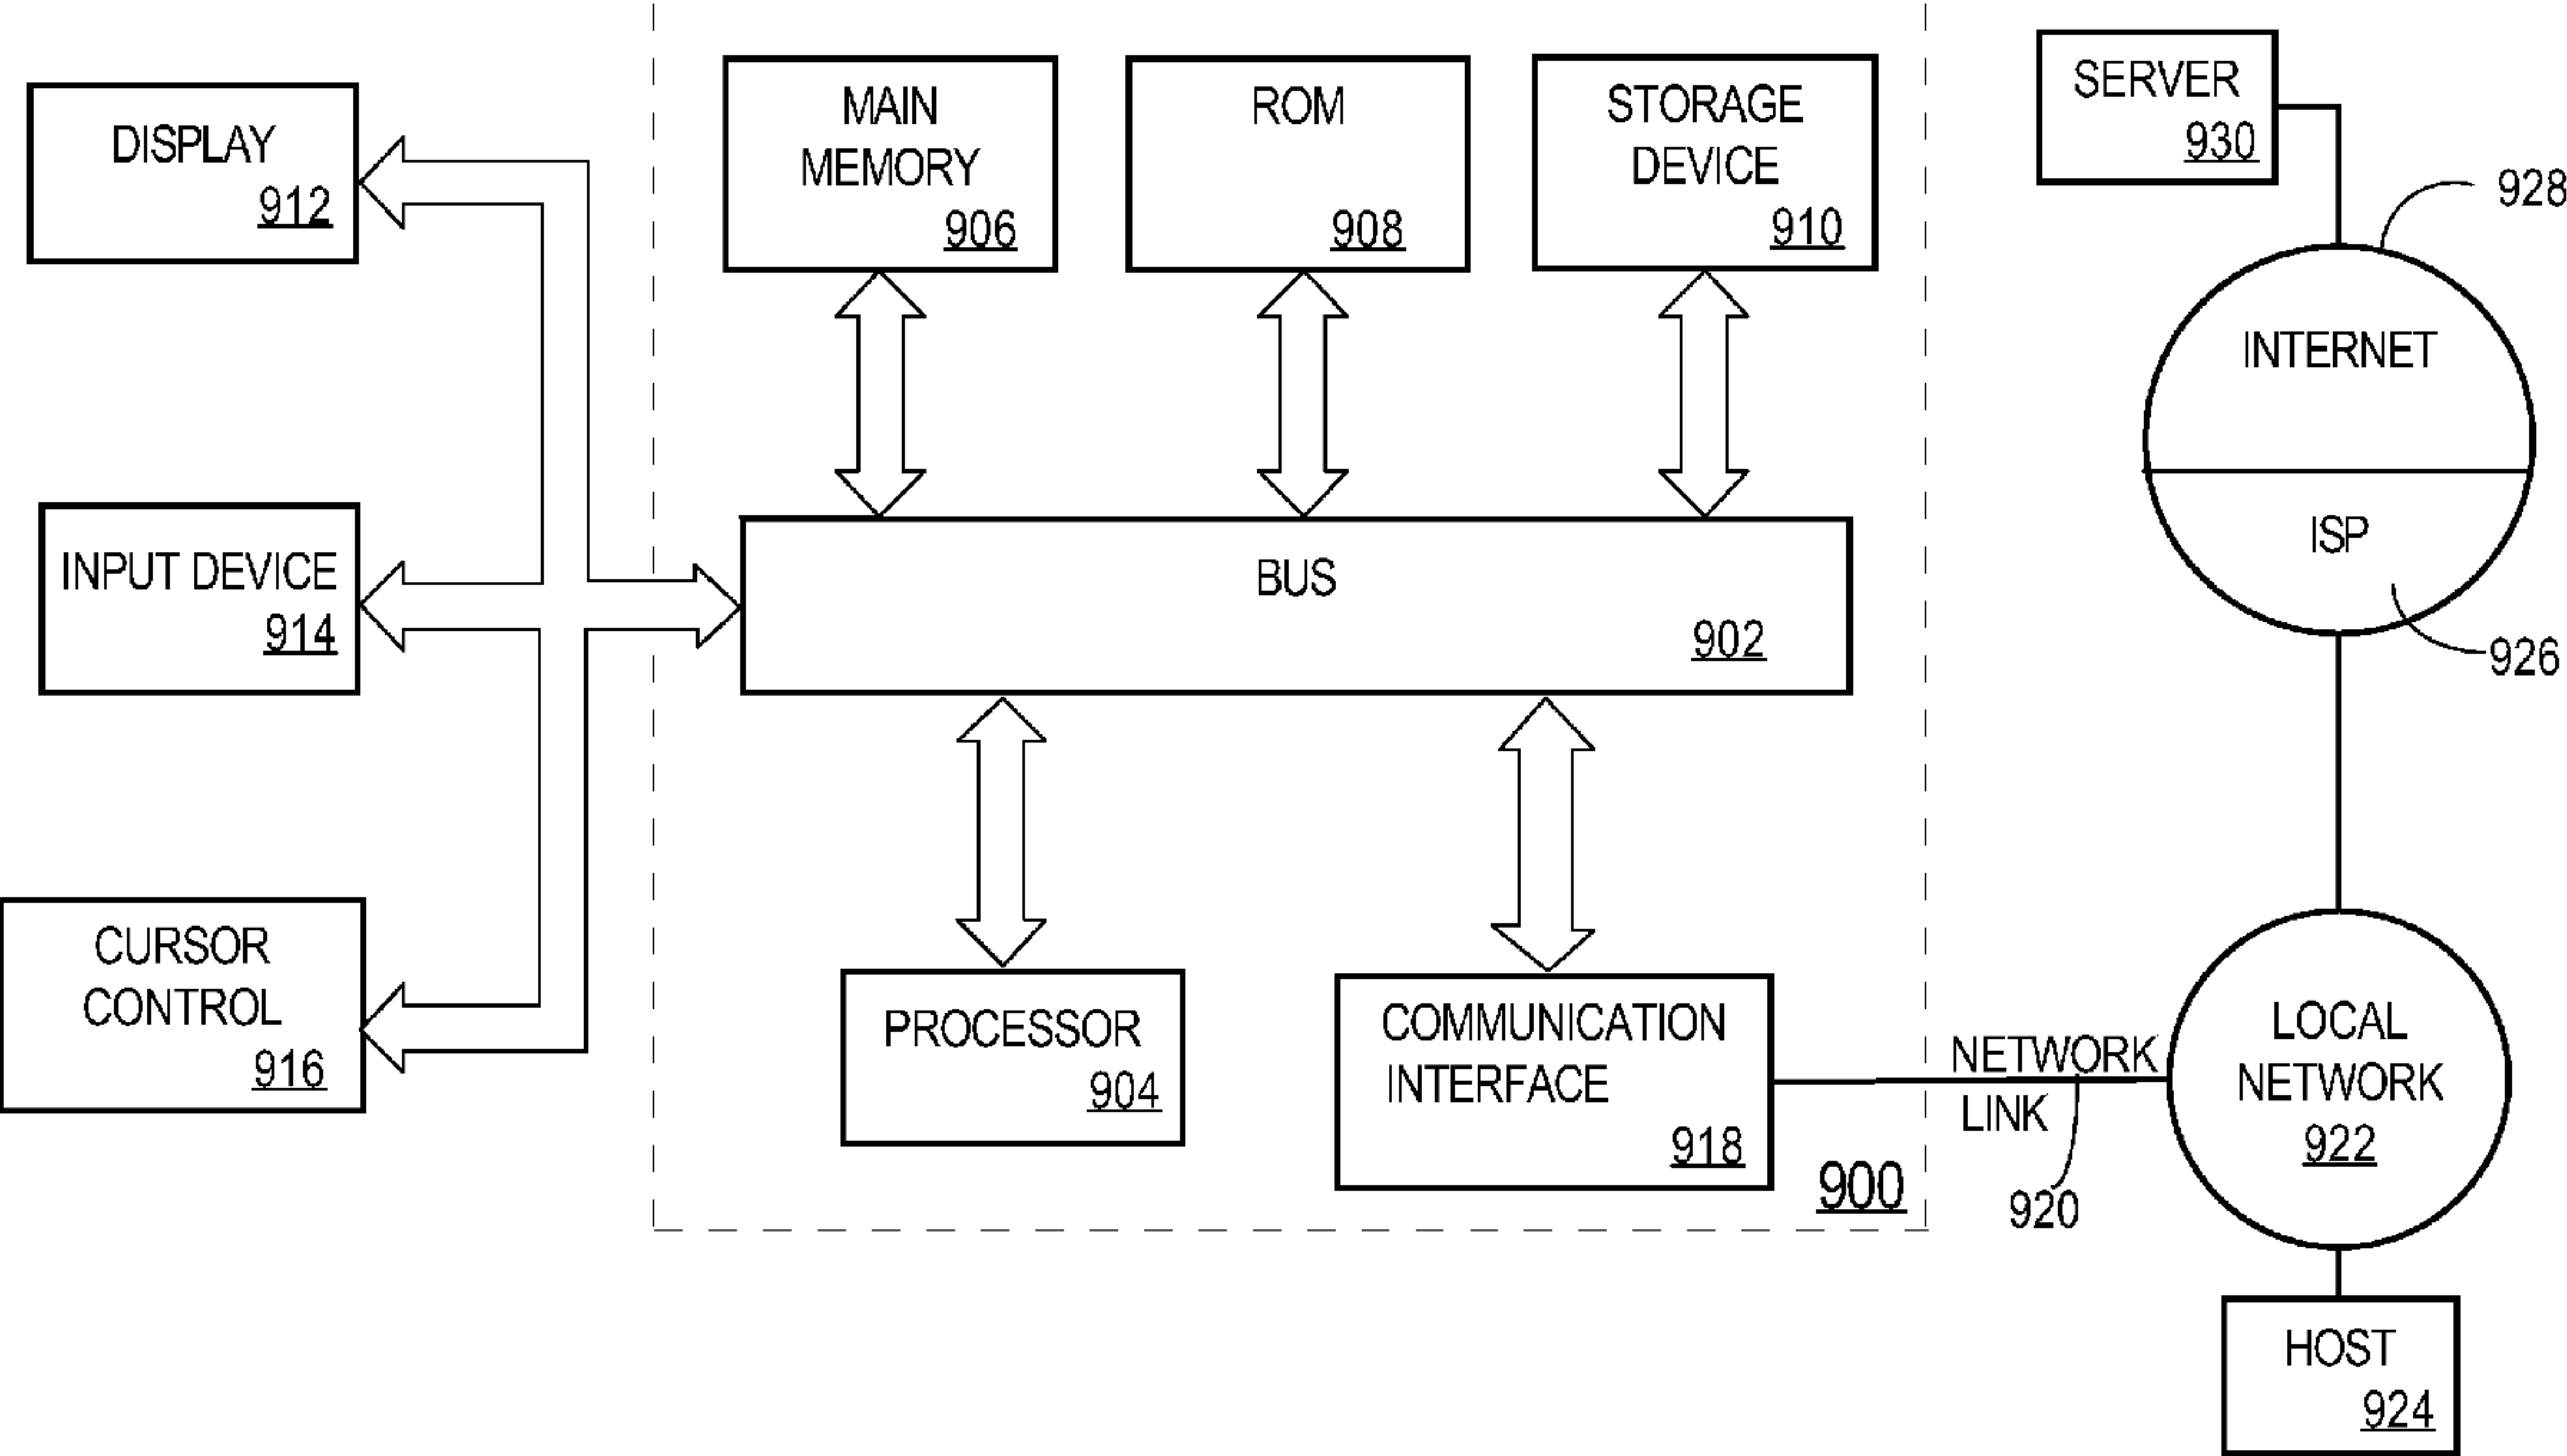 DISPLAY
912
INPUT DEVICE
914
CURSOR
CONTROL
916
MAIN
MEMORY
906
ROM
908
STORAGE
DEVICE
910
BUS
902
PROCESSOR
904
COMMUNICATION
INTERFACE
918
900
NETWORK
LINK
920
SERVER
930
928
INTERNET
ISP
926
LOCAL
NETWORK
922
HOST
924